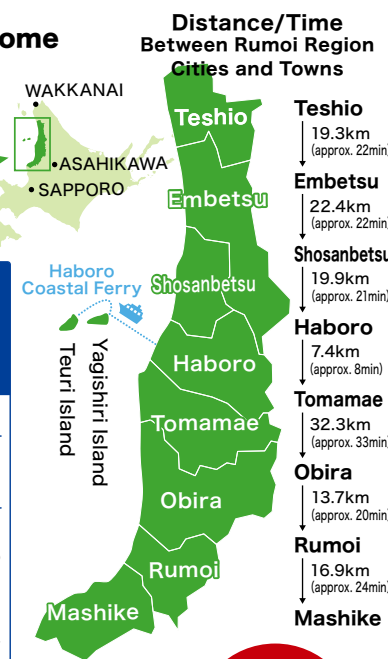 ome
Distance/Time
Between Rumoi Region
Cities and Towns
WAKKANAI
ASAHIKAWA
SAPPORO
Haboro
Coastal Ferry
Teuri Island
Yagishiri Island
Teshio
Embetsu
Shosanbetsu
Haboro
Tomamae
Obira
Rumoi
Mashike
Teshio
19.3km
(approx. 22min)
Embetsu
22.4km
(approx. 22min)
Shosanbetsu
19.9km
(approx. 21min)
Haboro
7.4km
(approx. 8min)
Tomamae
32.3km
(approx. 33min)
Obira
13.7km
(approx. 20min)
Rumoi
16.9km
(approx. 24min)
Mashike